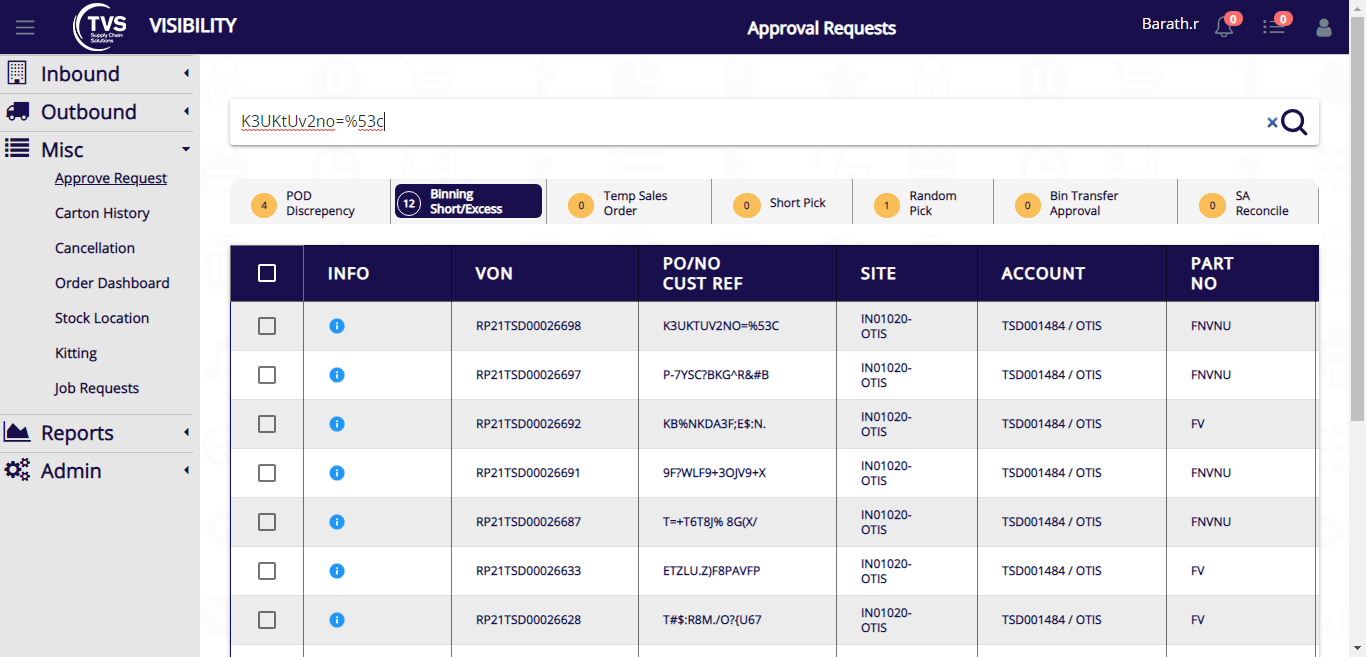 TVS
Supply Chain
Solutions
VISIBILITY
Approval Requests
Barath.r
0
0
Inbound
Outbound
Misc
Approve Request
Carton History
Cancellation
Order Dashboard
Stock Location
Kitting
Job Requests
Reports
Admin
K3UKtUv2no=%53c
4 POD
Discrepency
12 Binning
Short/Excess
0 Temp Sales
Order
0 Short Pick
1 Random
Pick
0 Bin Transfer
Approval
0 SA
Reconcile
INFO VON PO/NO CUST REF SITE ACCOUNT PART NO
RP21TSD00026698 K3UKTUV2NO=%53C IN01020-OTIS TSD001484 / OTIS FNVNU
RP21TSD00026697 P-7YSC?BKG^R&#B IN01020-OTIS TSD001484 / OTIS FNVNU
RP21TSD00026692 KB%NKDA3F;E$:N. IN01020-OTIS TSD001484 / OTIS FV
RP21TSD00026691 9F?WLF9+3OJV9+X IN01020-OTIS TSD001484 / OTIS FNVNU
RP21TSD00026687 T=+T6T8J% 8G(X/ IN01020-OTIS TSD001484 / OTIS FNVNU
RP21TSD00026633 ETZLU.Z)F8PAVFP IN01020-OTIS TSD001484 / OTIS FV
RP21TSD00026628 T#$:R8M./O?{U67 IN01020-OTIS TSD001484 / OTIS FV